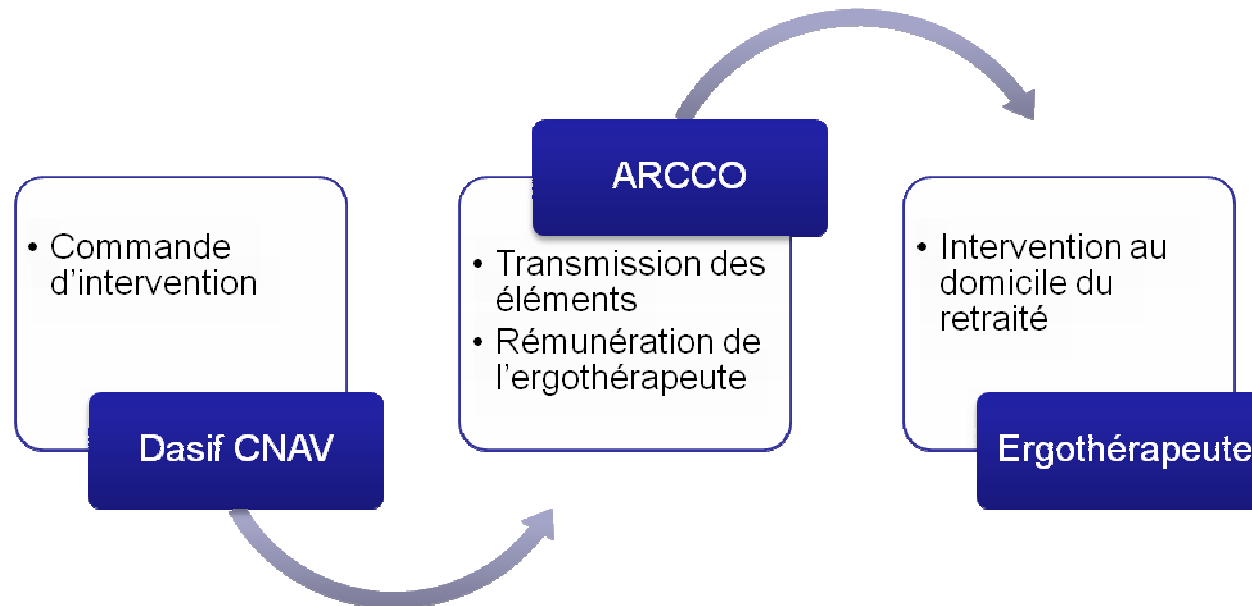 • Commande
d'intervention
Dasif CNAV
ARCCO
• Transmission des
éléments
• Rémunération de
l'ergothérapeute
• Intervention au
domicile du
retraité
Ergothérapeute